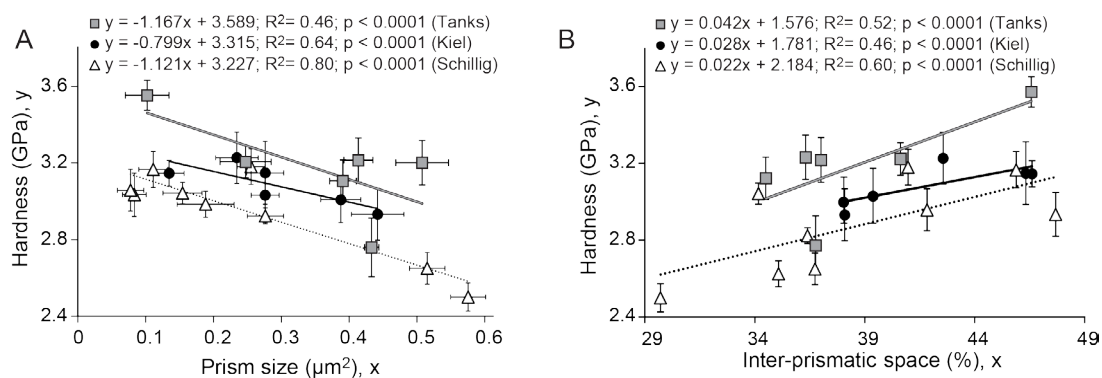 A
y = -1.167x + 3.589; R2= 0.46; p < 0.0001 (Tanks)
y = -0.799x + 3.315; R2= 0.64; p < 0.0001 (Kiel)
y = -1.121x + 3.227; R2= 0.80; p < 0.0001 (Schillig)
Hardness (GPa), y
3.6
3.2
2.8
2.4
0 0.1 0.2 0.3 0.4 0.5 0.6
Prism size (µm²), x
B
y = 0.042x + 1.576; R2= 0.52; p < 0.0001 (Tanks)
y = 0.028x + 1.781; R2= 0.46; p < 0.0001 (Kiel)
y = 0.022x + 2.184; R2= 0.60; p < 0.0001 (Schillig)
Hardness (GPa), y
3.6
3.2
2.8
2.4
29 34 39 44 49
Inter-prismatic space (%), x